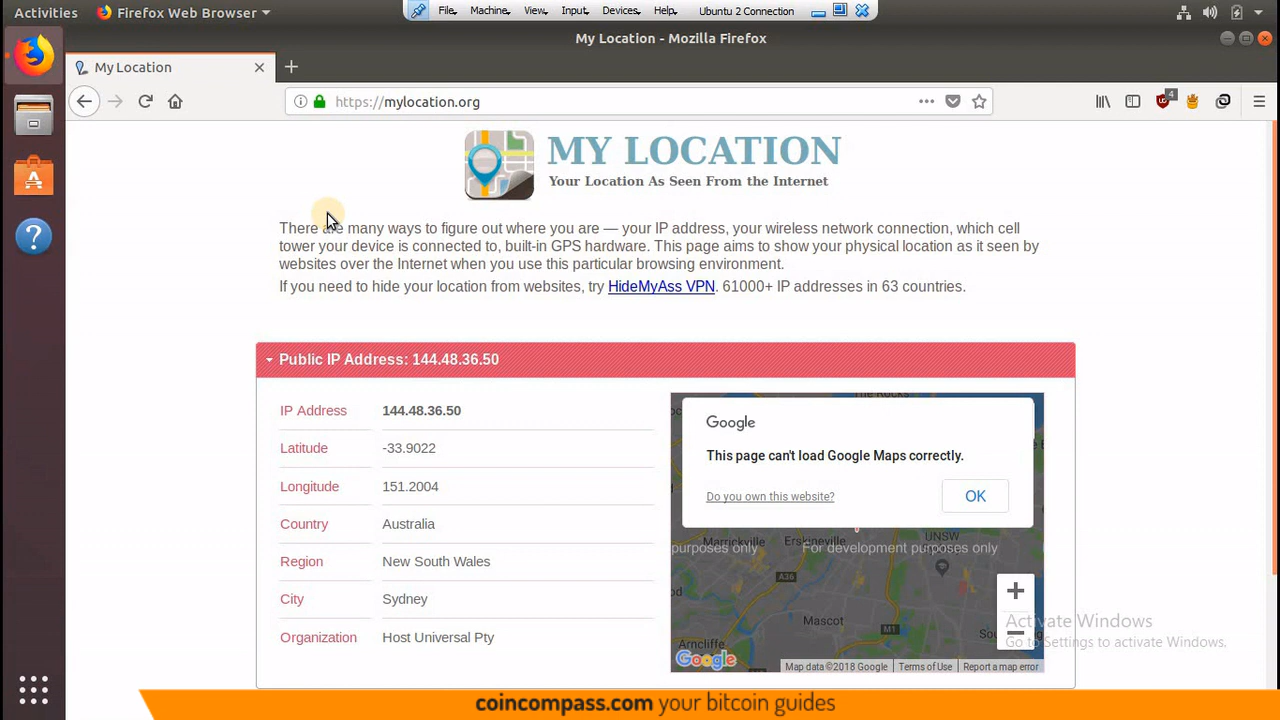 Activities Firefox Web Browser File, Machine, View, Input, Devices, Help, Ubuntu 2 Connection
My Location - Mozilla Firefox
My Location
https://mylocation.org
4
MY LOCATION
Your Location As Seen From the Internet
There are many ways to figure out where you are — your IP address, your wireless network connection, which cell
tower your device is connected to, built-in GPS hardware. This page aims to show your physical location as it seen by
websites over the Internet when you use this particular browsing environment.
If you need to hide your location from websites, try HideMyAss VPN. 61000+ IP addresses in 63 countries.
Public IP Address: 144.48.36.50
IP Address 144.48.36.50
Latitude -33.9022
Longitude 151.2004
Country Australia
Region New South Wales
City Sydney
Organization Host Universal Pty
The Rocks
Google
This page can't load Google Maps correctly.
Do you own this website? OK
Marrickville Erskineville UNSW
purposes only For development purposes only
A36
Mascot M1
Arncliffe
Google Map data ©2018 Google Terms of Use Report a map error
Activate Windows
Go to Settings to activate Windows.
coincompass.com your bitcoin guides